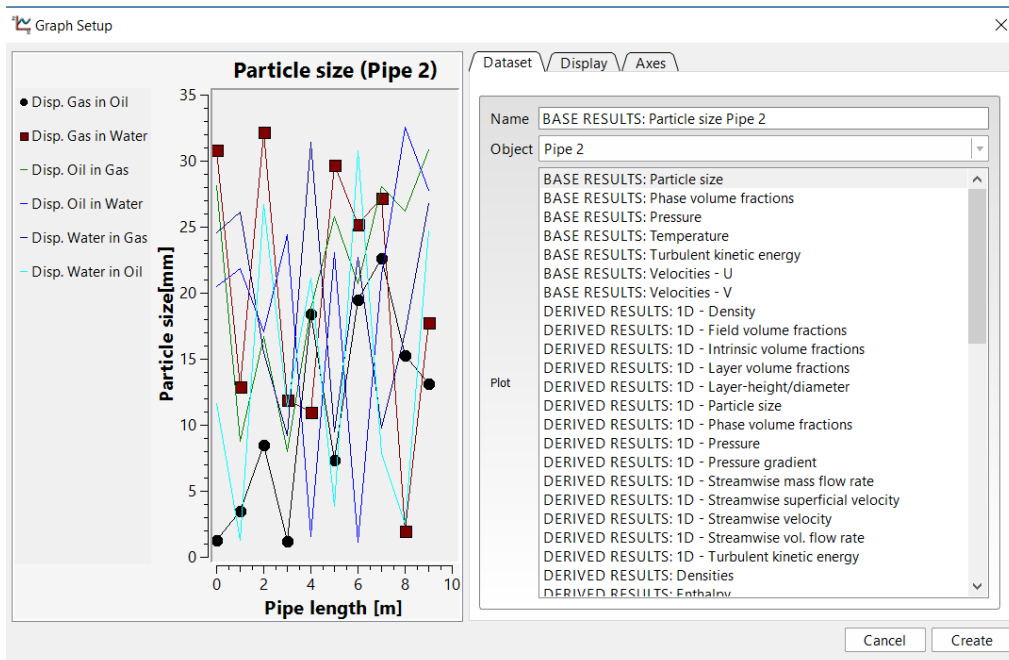 Graph Setup
Particle size (Pipe 2)
Disp. Gas in Oil
Disp. Gas in Water
Disp. Oil in Gas
Disp. Oil in Water
Disp. Water in Gas
Disp. Water in Oil
35
30
25
20
15
10
5
0
Particle size[mm]
0 2 4 6 8 10
Pipe length [m]
Dataset Display Axes
Name BASE RESULTS: Particle size Pipe 2
Object Pipe 2
Plot
BASE RESULTS: Particle size
BASE RESULTS: Phase volume fractions
BASE RESULTS: Pressure
BASE RESULTS: Temperature
BASE RESULTS: Turbulent kinetic energy
BASE RESULTS: Velocities - U
BASE RESULTS: Velocities - V
DERIVED RESULTS: 1D - Density
DERIVED RESULTS: 1D - Field volume fractions
DERIVED RESULTS: 1D - Intrinsic volume fractions
DERIVED RESULTS: 1D - Layer volume fractions
DERIVED RESULTS: 1D - Layer-height/diameter
DERIVED RESULTS: 1D - Particle size
DERIVED RESULTS: 1D - Phase volume fractions
DERIVED RESULTS: 1D - Pressure
DERIVED RESULTS: 1D - Pressure gradient
DERIVED RESULTS: 1D - Streamwise mass flow rate
DERIVED RESULTS: 1D - Streamwise superficial velocity
DERIVED RESULTS: 1D - Streamwise velocity
DERIVED RESULTS: 1D - Streamwise vol. flow rate
DERIVED RESULTS: 1D - Turbulent kinetic energy
DERIVED RESULTS: Densities
DERIVED RESULTS: Enthalpy
Cancel Create